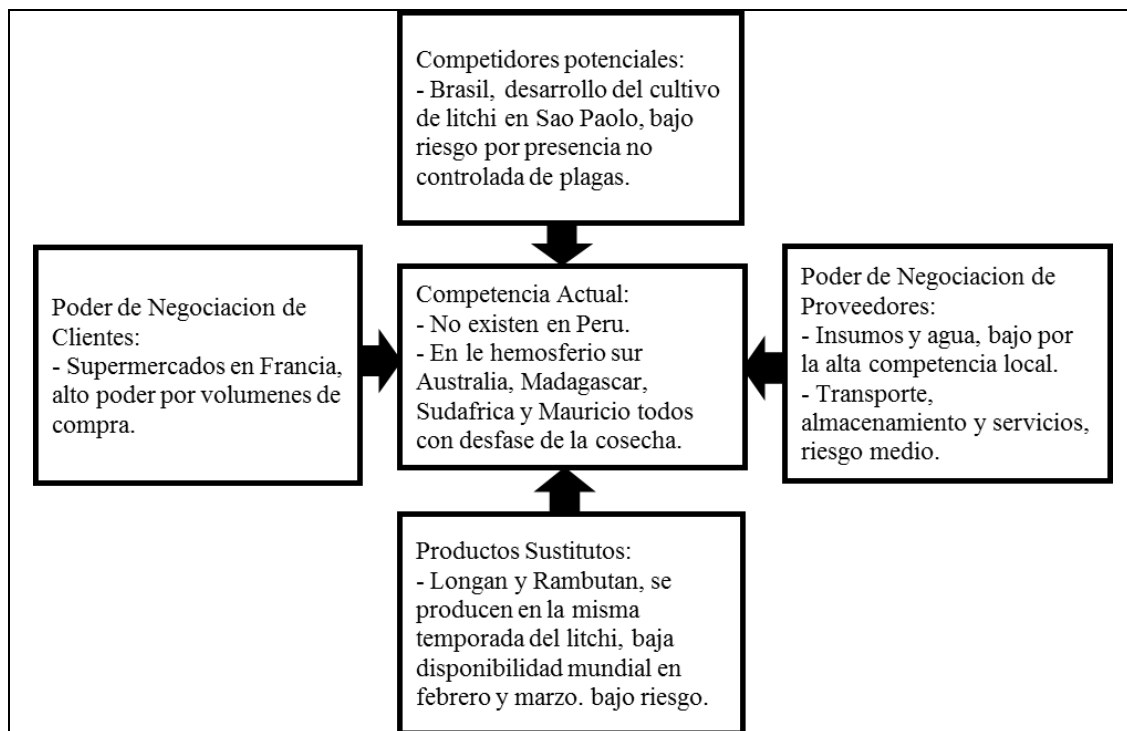 Competidores potenciales:
- Brasil, desarrollo del cultivo
de litchi en Sao Paolo, bajo
riesgo por presencia no
controlada de plagas.
Poder de Negociacion de
Clientes:
- Supermercados en Francia,
alto poder por volumenes de
compra.
Competencia Actual:
- No existen en Peru.
- En le hemosferio sur
Australia, Madagascar,
Sudafrica y Mauricio todos
con desfase de la cosecha.
Poder de Negociacion de
Proveedores:
- Insumos y agua, bajo por
la alta competencia local.
- Transporte,
almacenamiento y servicios,
riesgo medio.
Productos Sustitutos:
- Longan y Rambutan, se
producen en la misma
temporada del litchi, baja
disponibilidad mundial en
febrero y marzo. bajo riesgo.